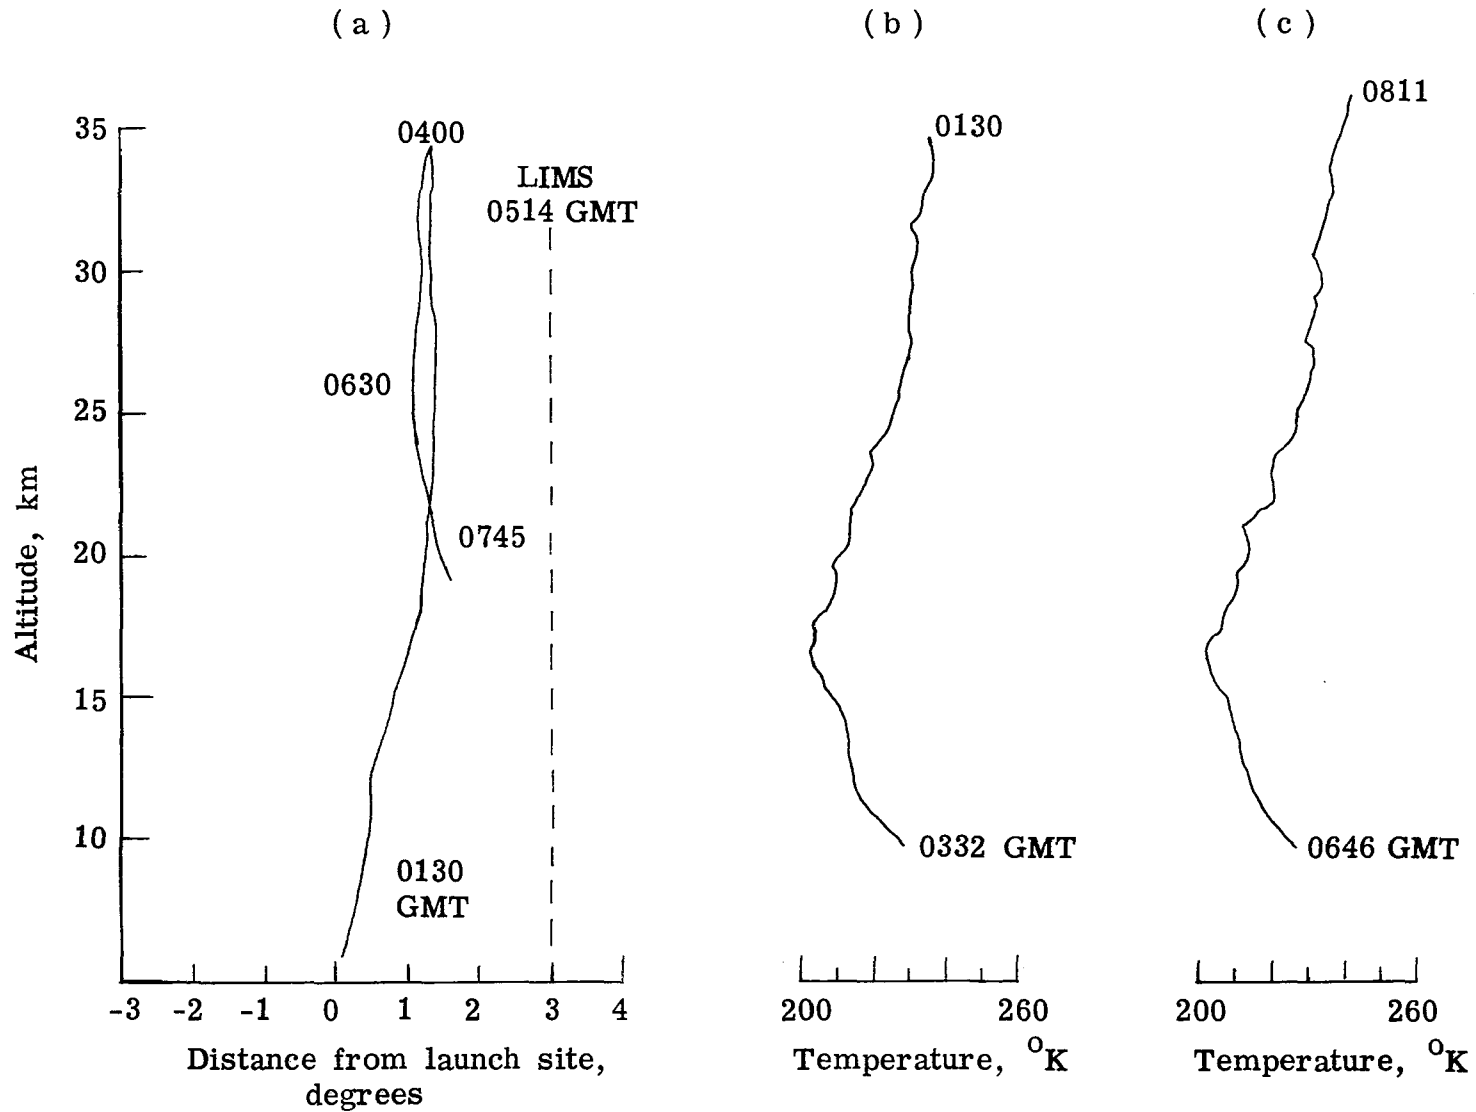 (a)
(b)
(c)
35
30
25
20
15
10
Altitude, km
0400
LIMS
0514 GMT
0630
0745
0130
GMT
-3 -2 -1 0 1 2 3 4
Distance from launch site,
degrees
0130
0332 GMT
200 260
Temperature, °K
0811
0646 GMT
200 260
Temperature, °K